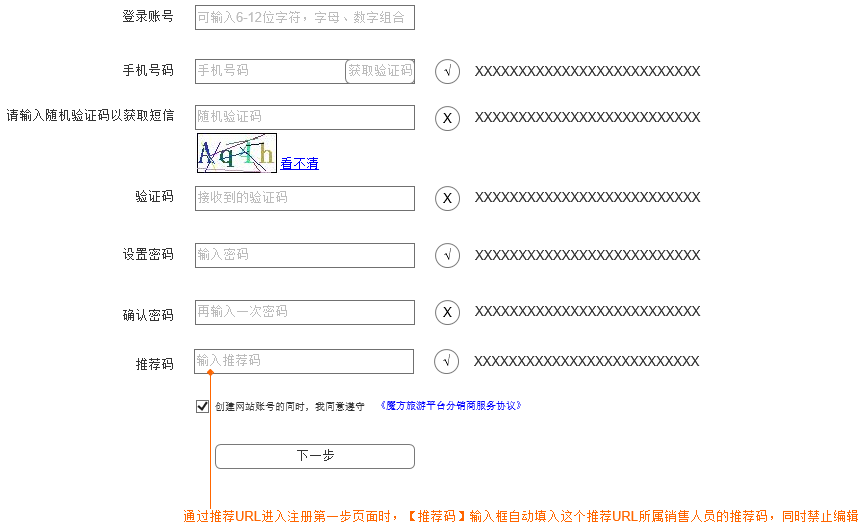 登录账号 可输入6-12位字符，字母、数字组合
手机号码 手机号码 获取验证码 √ XXXXXXXXXXXXXXXXXXXXXXXXXX
请输入随机验证码以获取短信 随机验证码 X XXXXXXXXXXXXXXXXXXXXXXXXXX
Aq4h 看不清
验证码 接收到的验证码 X XXXXXXXXXXXXXXXXXXXXXXXXXX
设置密码 输入密码 √ XXXXXXXXXXXXXXXXXXXXXXXXXX
确认密码 再输入一次密码 X XXXXXXXXXXXXXXXXXXXXXXXXXX
推荐码 输入推荐码 √ XXXXXXXXXXXXXXXXXXXXXXXXXX
创建网站账号的同时，我同意遵守 《魔方旅游平台分销商服务协议》
下一步
通过推荐URL进入注册第一步页面时，【推荐码】输入框自动填入这个推荐URL所属销售人员的推荐码，同时禁止编辑